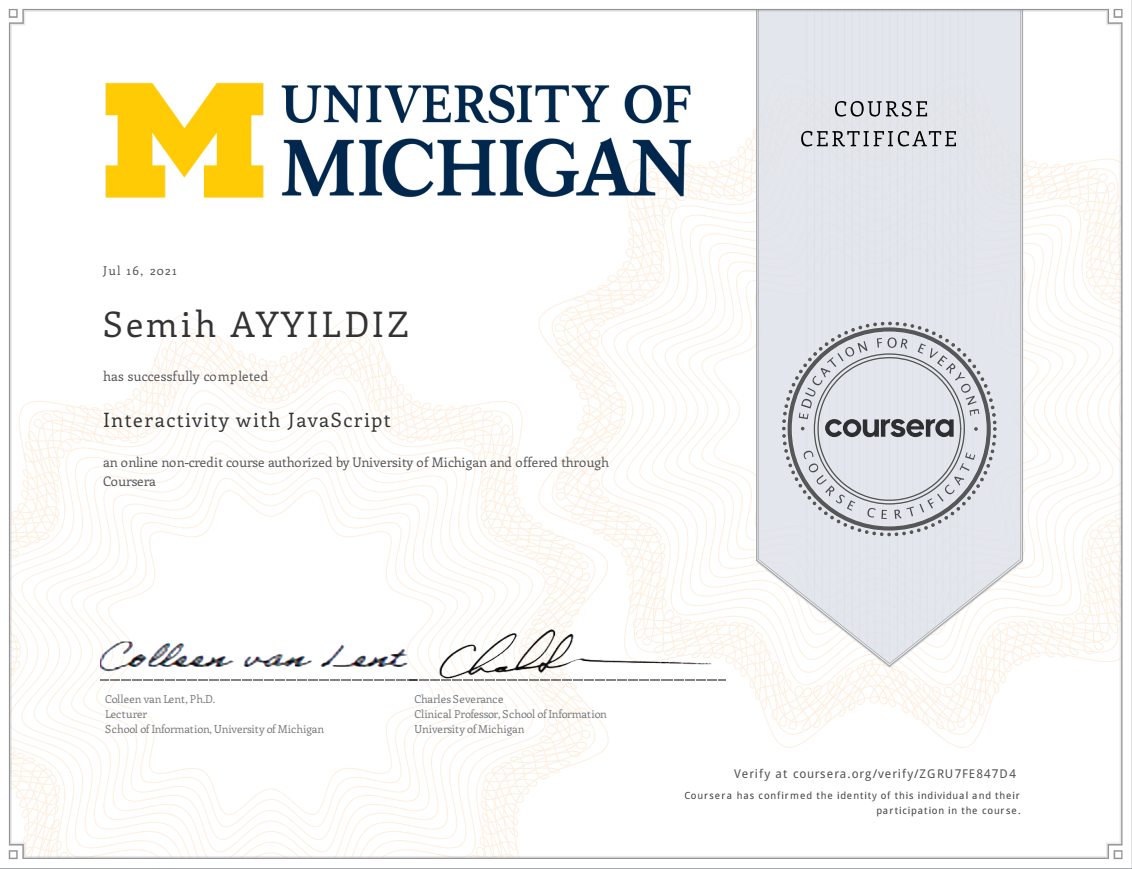 UNIVERSITY OF
MICHIGAN
COURSE
CERTIFICATE
Jul 16, 2021
Semih AYYILDIZ
has successfully completed
Interactivity with JavaScript
an online non-credit course authorized by University of Michigan and offered through
Coursera
EDUCATION FOR EVERYONE
coursera
COURSE CERTIFICATE
Colleen van Lent
Colleen van Lent, Ph.D.
Lecturer
School of Information, University of Michigan
Charles Severance
Clinical Professor, School of Information
University of Michigan
Verify at coursera.org/verify/ZGRU7FE847D4
Coursera has confirmed the identity of this individual and their
participation in the course.